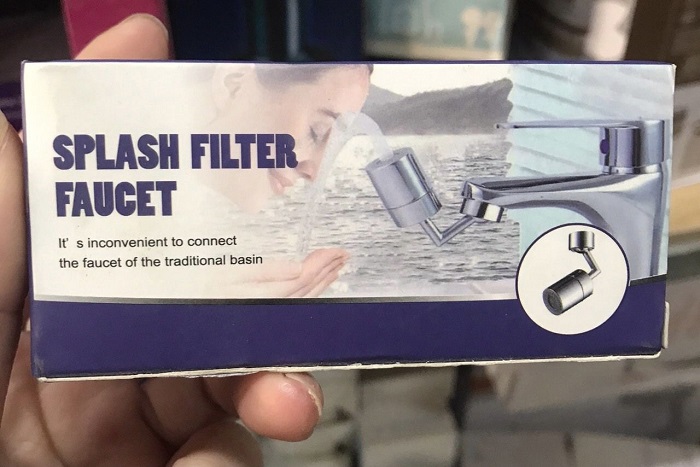 SPLASH FILTER
FAUCET
It' s inconvenient to connect
the faucet of the traditional basin